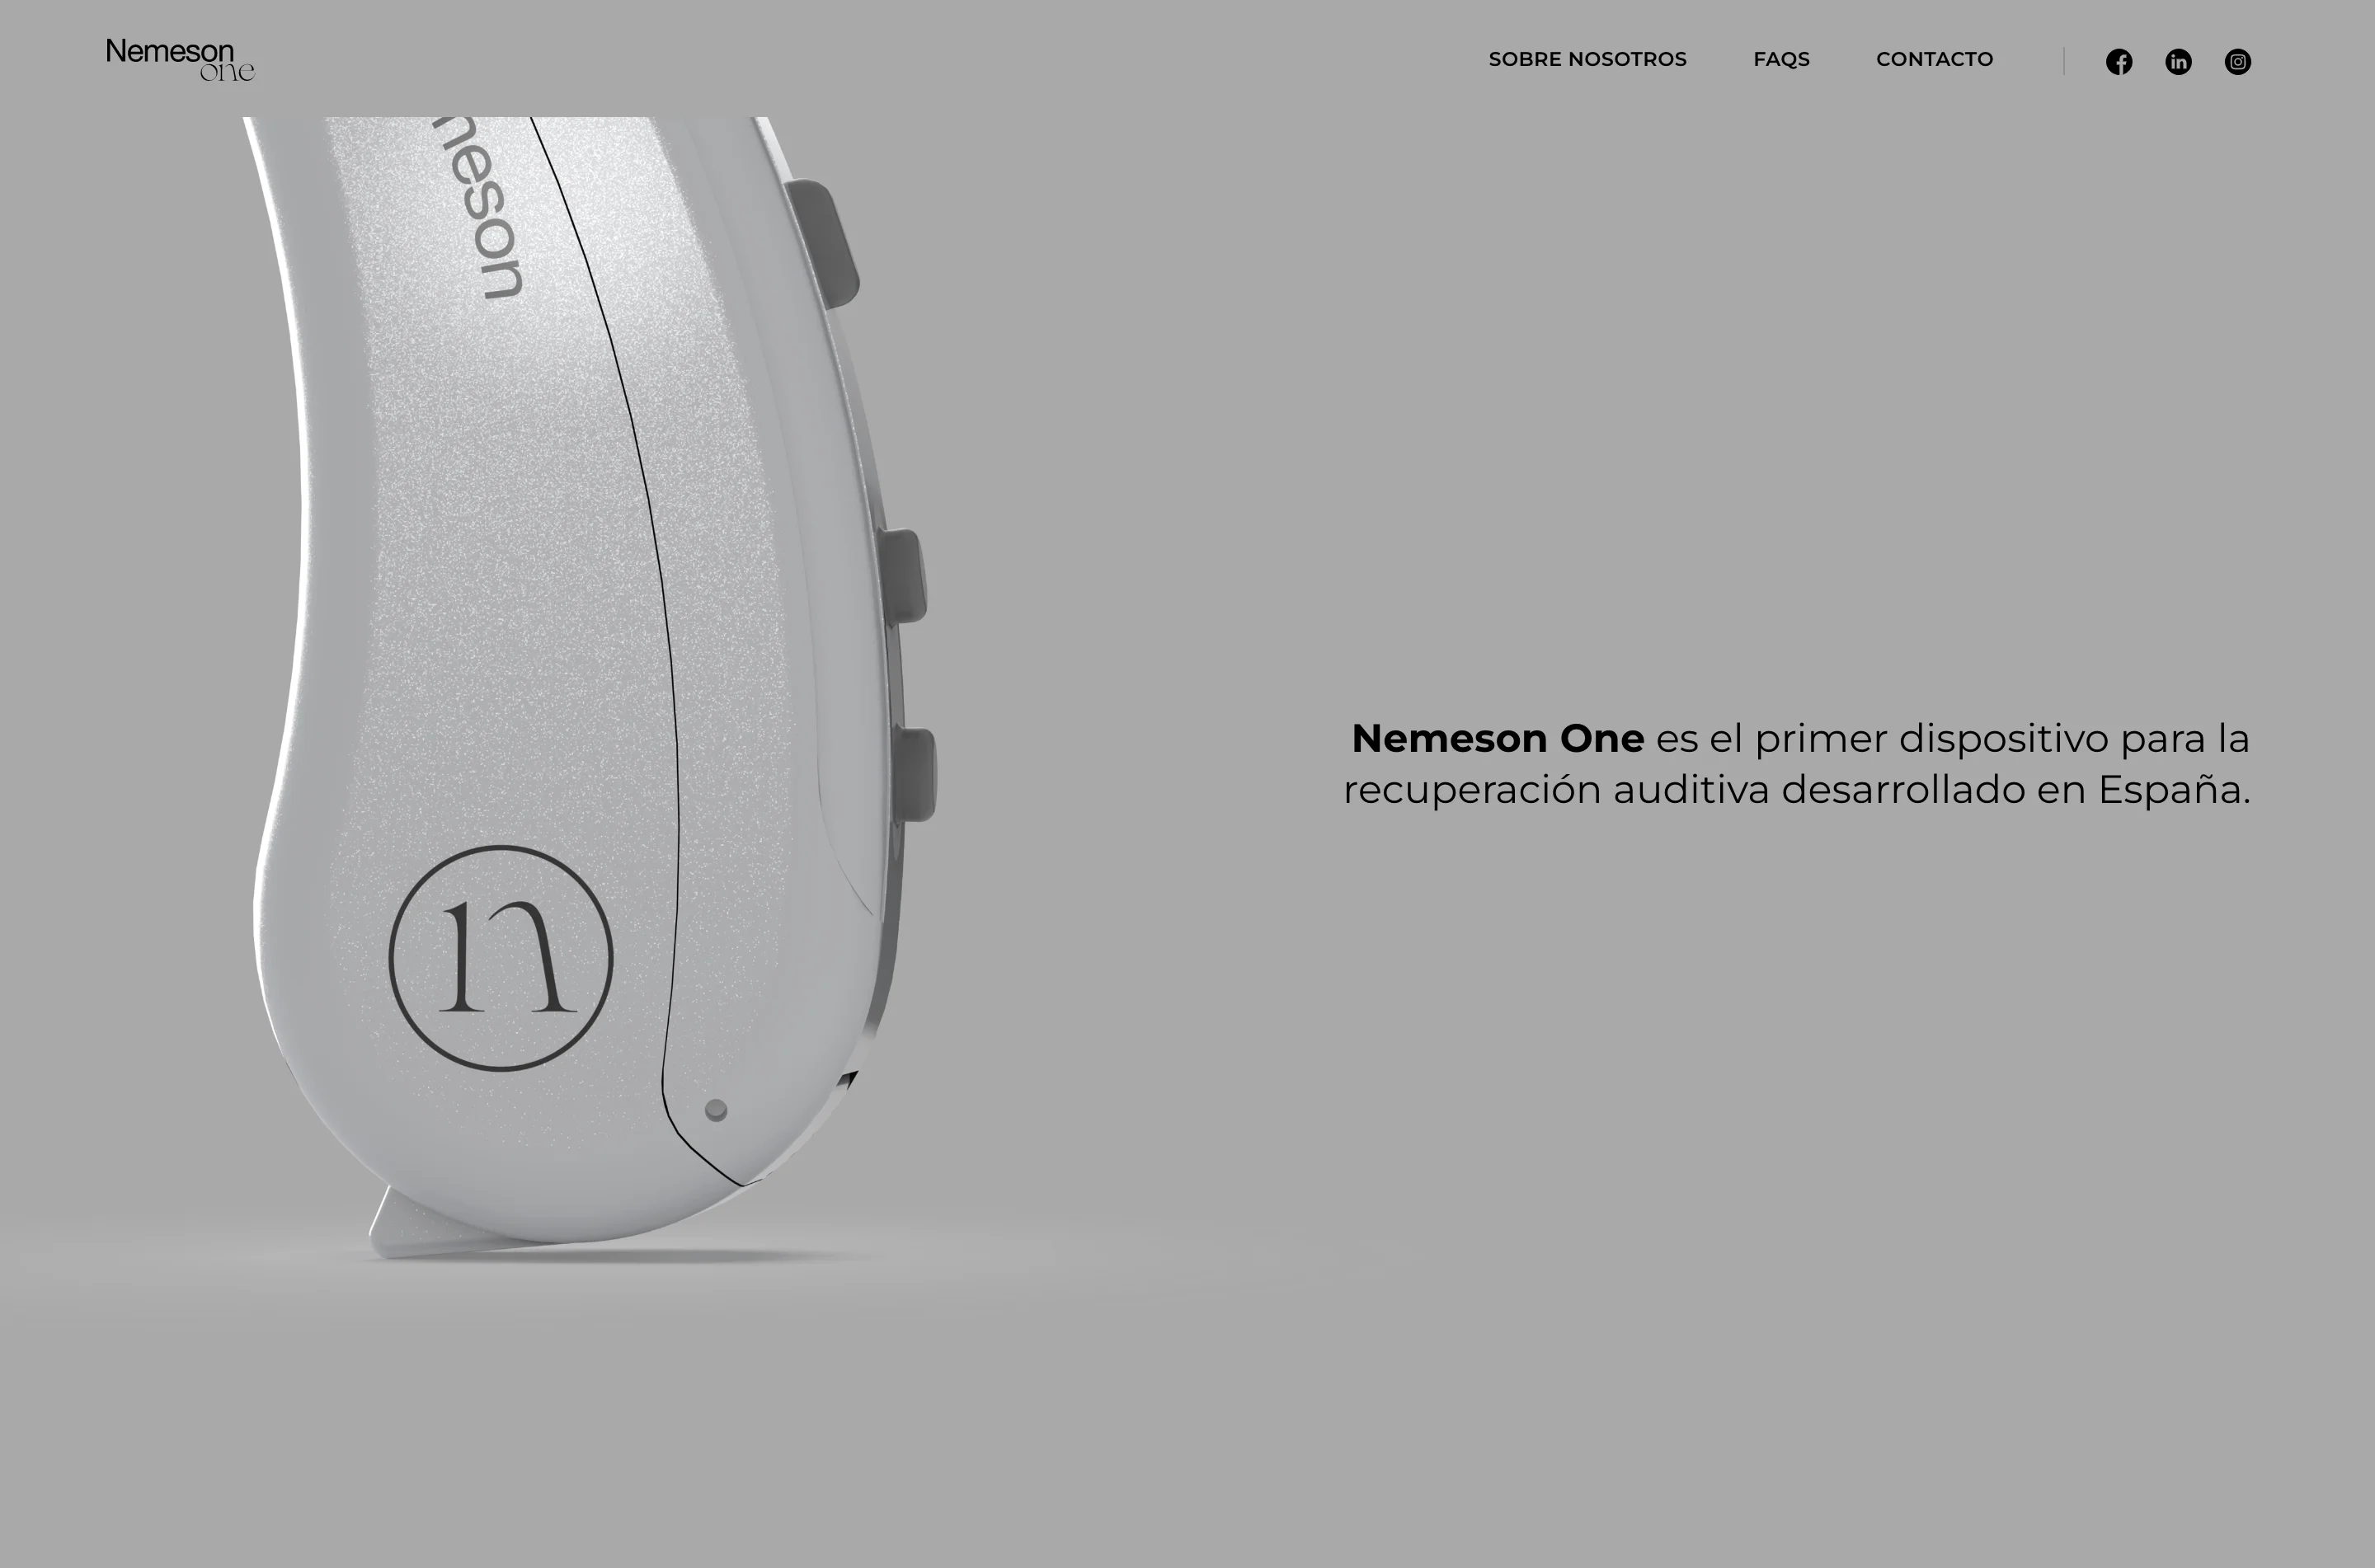 Nemeson
one
SOBRE NOSOTROS FAQS CONTACTO
neson
Nemeson One es el primer dispositivo para la
recuperación auditiva desarrollado en España.
n